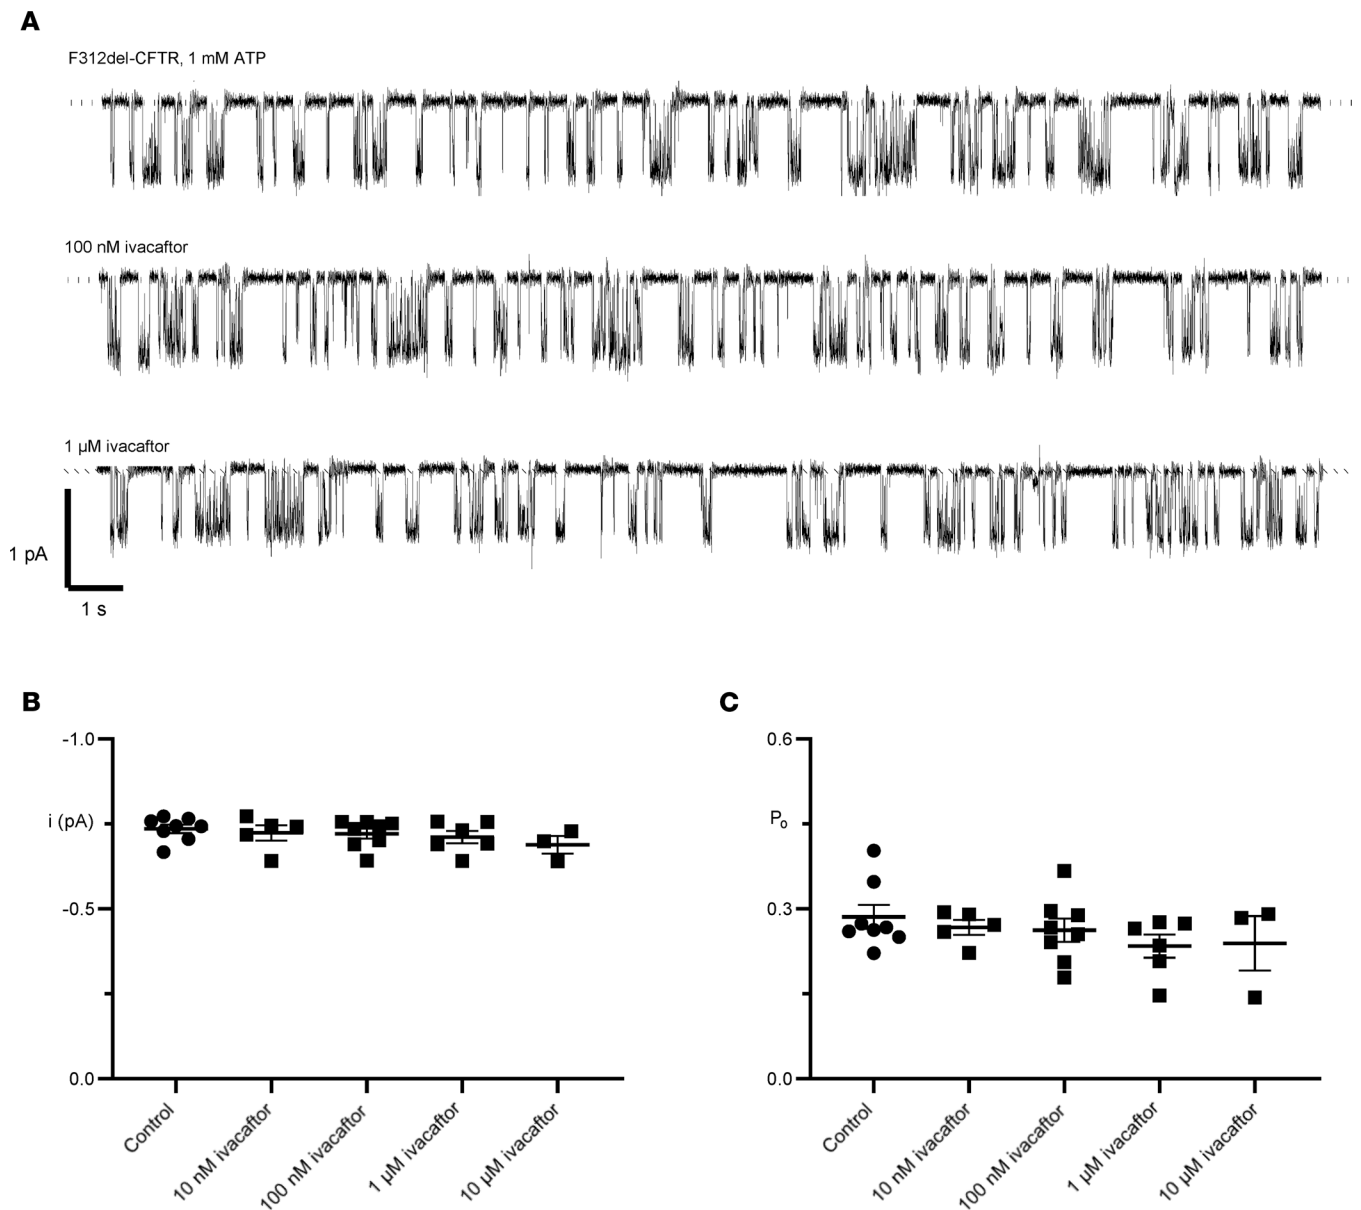 A
F312del-CFTR, 1 mM ATP
100 nM ivacaftor
1 µM ivacaftor
1 pA
1 s
B
-1.0
i (pA)
-0.5
0.0
Control
10 nM ivacaftor
100 nM ivacaftor
1 µM ivacaftor
10 µM ivacaftor
C
0.6
Po
0.3
0.0
Control
10 nM ivacaftor
100 nM ivacaftor
1 µM ivacaftor
10 µM ivacaftor